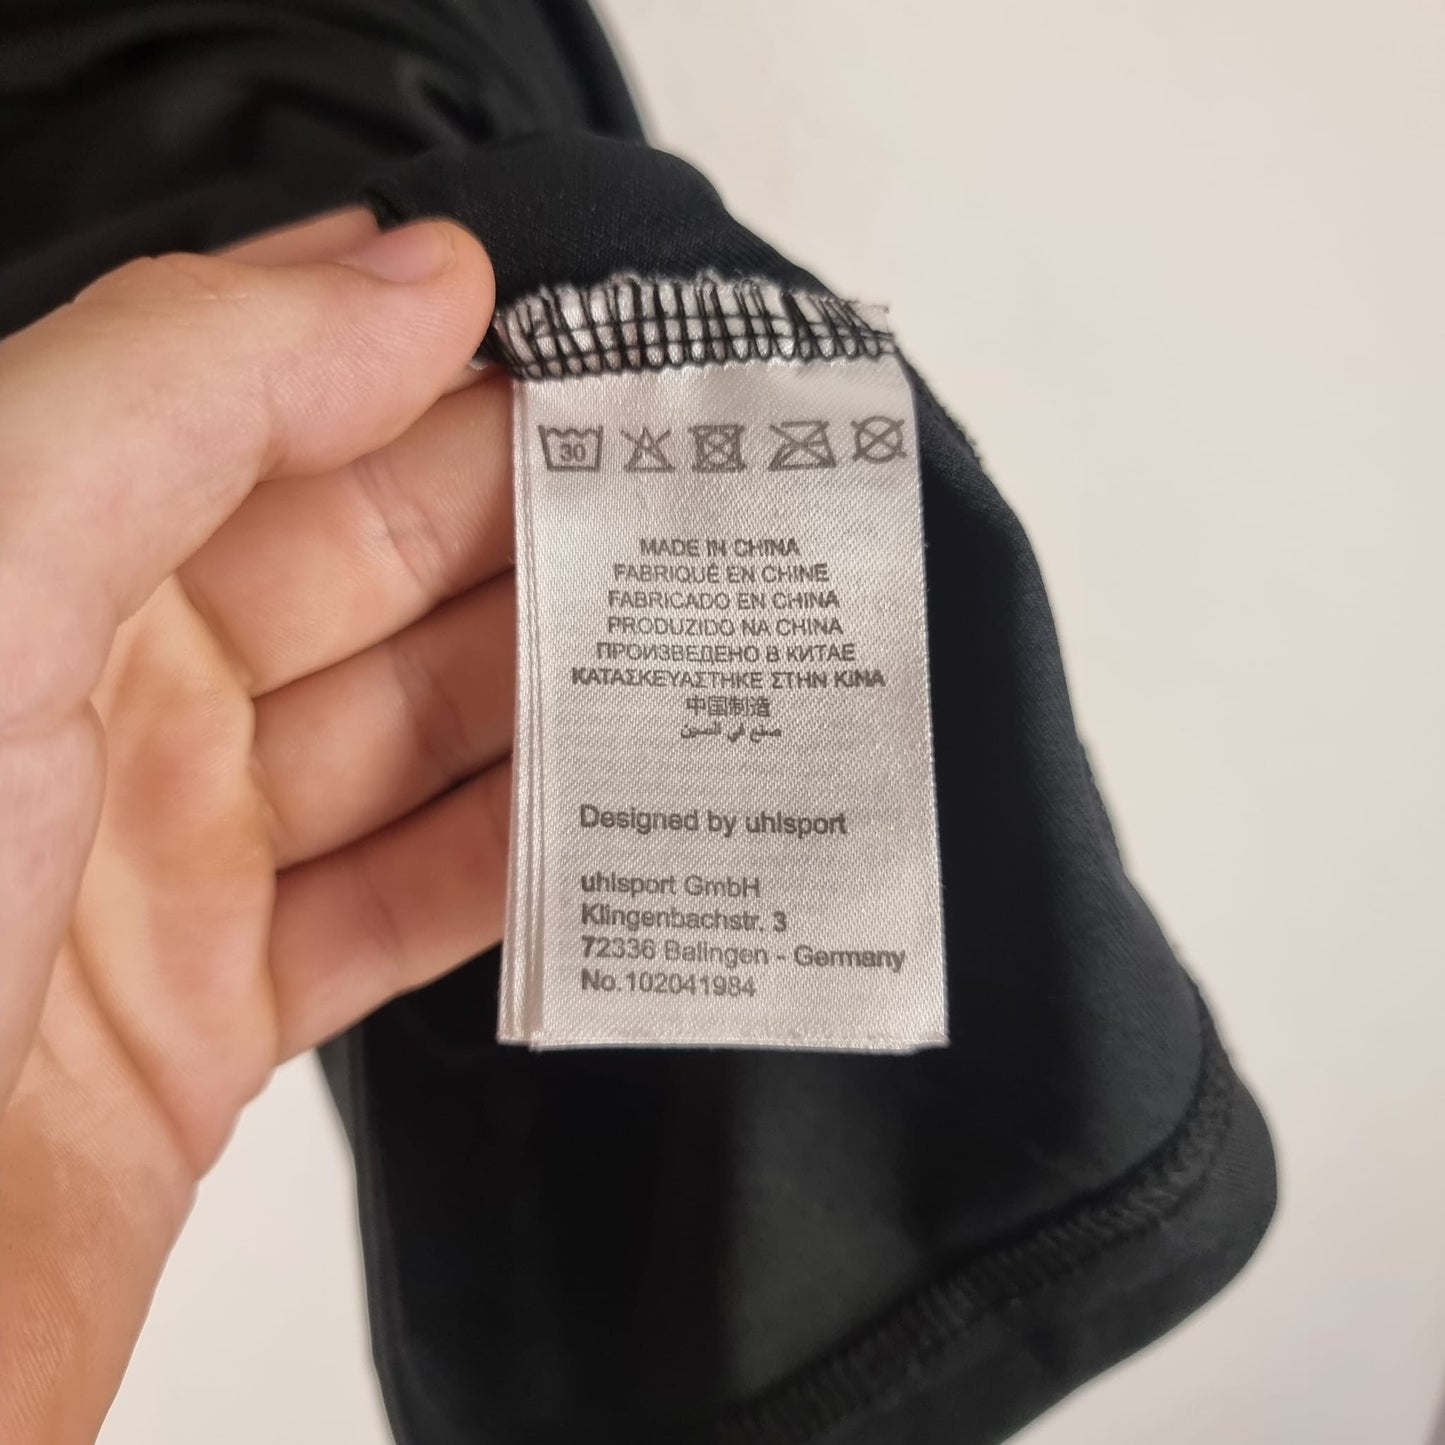 30
MADE IN CHINA
FABRIQUÉ EN CHINE
FABRICADO EN CHINA
PRODUZIDO NA CHINA
ПРОИЗВЕДЕНО В КИТАЕ
ΚΑΤΑΣΚΕΥΑΣΤΗΚΕ ΣΤΗΝ ΚΙΝΑ
中国制造
صنع في الصين
Designed by uhlsport
uhlsport GmbH
Klingenbachstr. 3
72336 Balingen - Germany
No.102041984